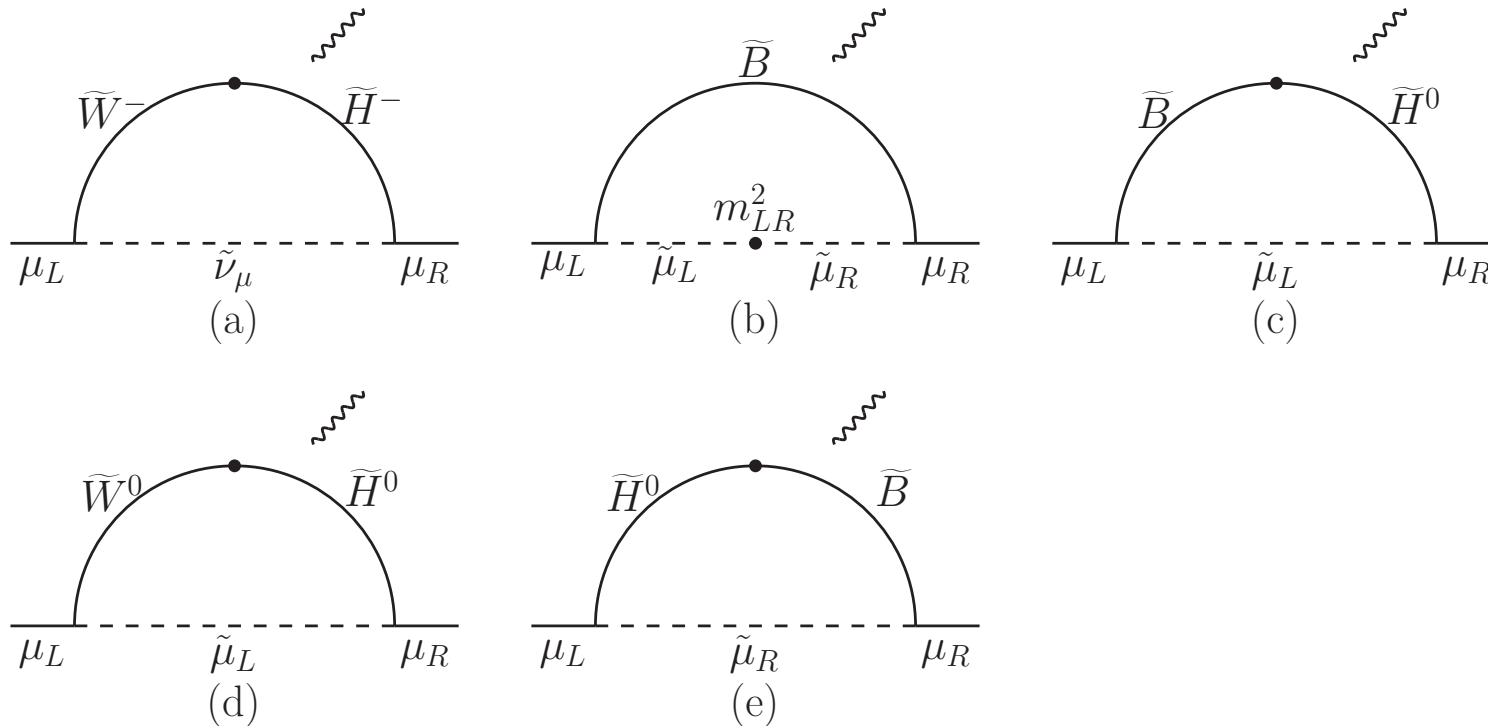 W̃⁻ H̃⁻
μ_L ν̃_μ μ_R
(a)
B̃
m²_LR
μ_L μ̃_L μ̃_R μ_R
(b)
B̃ H̃⁰
μ_L μ̃_L μ_R
(c)
W̃⁰ H̃⁰
μ_L μ̃_L μ_R
(d)
H̃⁰ B̃
μ_L μ̃_R μ_R
(e)